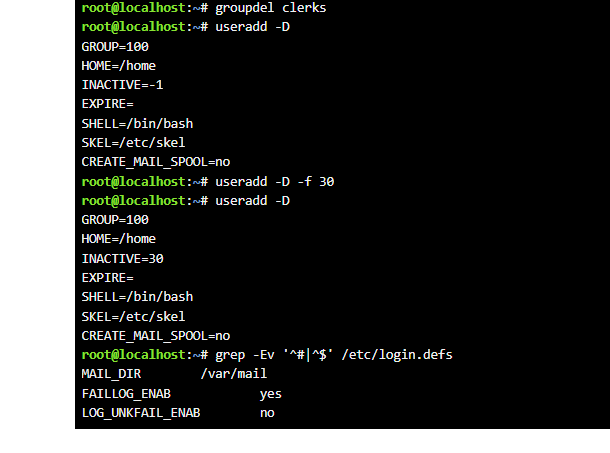 root@localhost:~# groupdel clerks
root@localhost:~# useradd -D
GROUP=100
HOME=/home
INACTIVE=-1
EXPIRE=
SHELL=/bin/bash
SKEL=/etc/skel
CREATE_MAIL_SPOOL=no
root@localhost:~# useradd -D -f 30
root@localhost:~# useradd -D
GROUP=100
HOME=/home
INACTIVE=30
EXPIRE=
SHELL=/bin/bash
SKEL=/etc/skel
CREATE_MAIL_SPOOL=no
root@localhost:~# grep -Ev '^#|^$' /etc/login.defs
MAIL_DIR        /var/mail
FAILLOG_ENAB            yes
LOG_UNKFAIL_ENAB        no